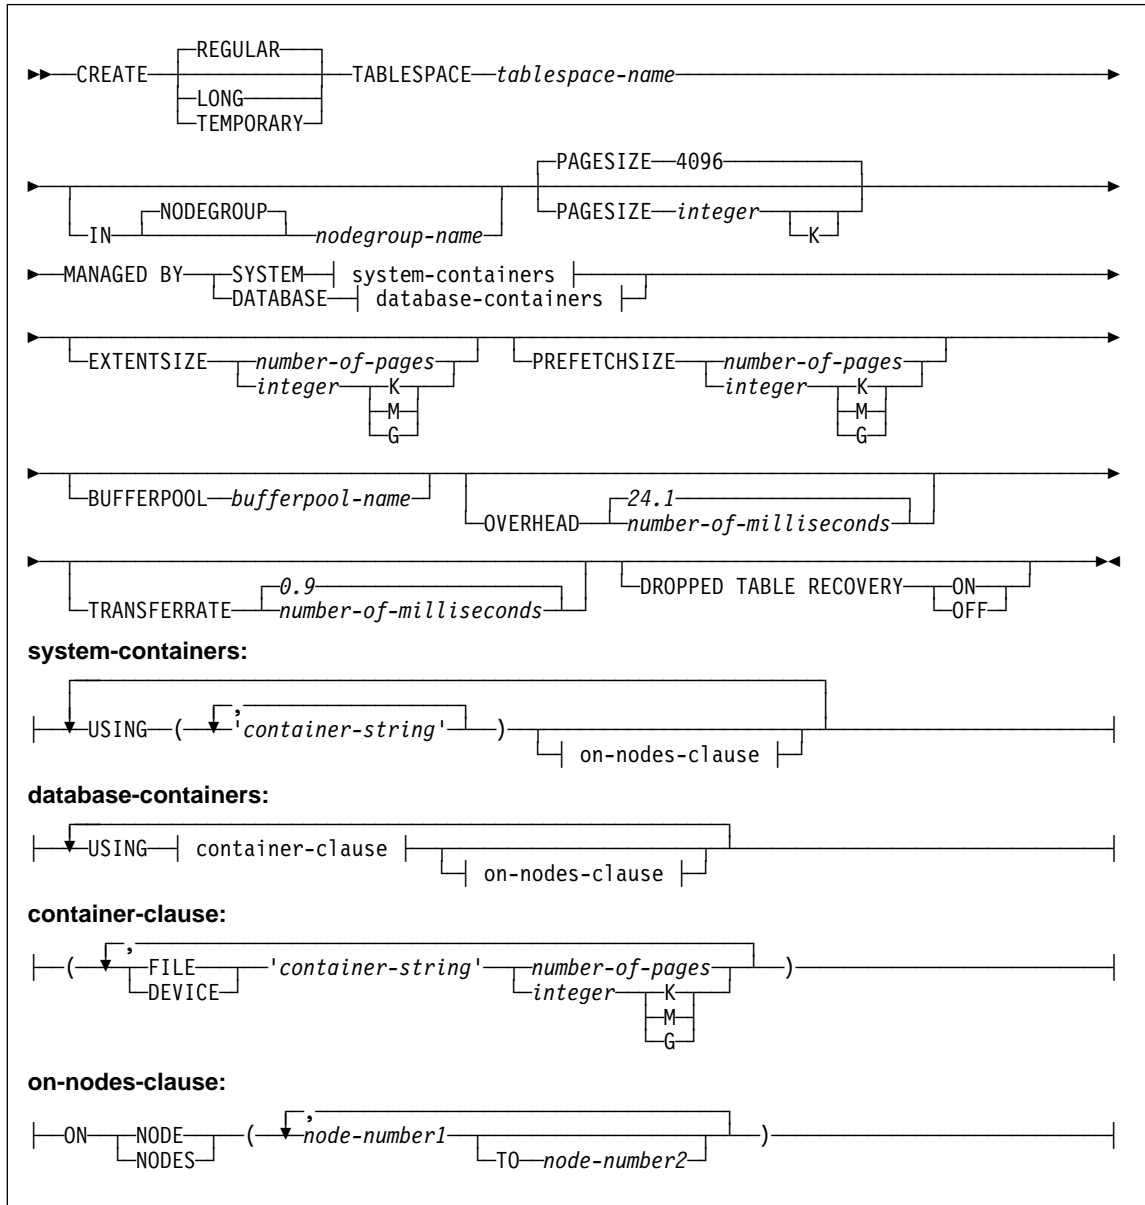 REGULAR
CREATE TABLESPACE tablespace-name
LONG
TEMPORARY
PAGESIZE 4096
NODEGROUP PAGESIZE integer
IN nodegroup-name K
MANAGED BY SYSTEM system-containers
DATABASE database-containers
EXTENTSIZE number-of-pages PREFETCHSIZE number-of-pages
integer K integer K
M M
G G
BUFFERPOOL bufferpool-name 24.1
OVERHEAD number-of-milliseconds
0.9 DROPPED TABLE RECOVERY ON
TRANSFERRATE number-of-milliseconds OFF
system-containers:
,
USING ( 'container-string' )
on-nodes-clause
database-containers:
USING container-clause
on-nodes-clause
container-clause:
,
( FILE 'container-string' number-of-pages )
DEVICE integer K
M
G
on-nodes-clause:
,
ON NODE ( node-number1 )
NODES TO node-number2